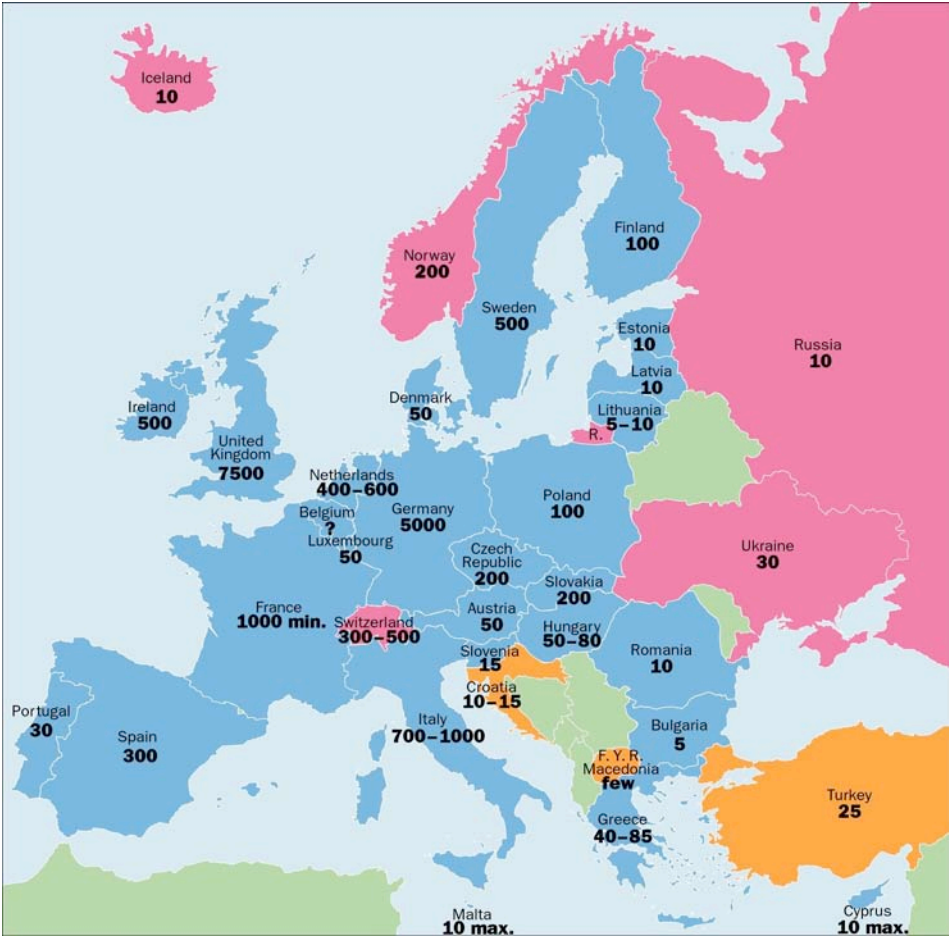 Iceland
10
Norway
200
Finland
100
Sweden
500
Estonia
10
Russia
10
Latvia
10
Denmark
50
Ireland
500
Lithuania
5–10
R.
United
Kingdom
7500
Netherlands
400–600
Germany
5000
Poland
100
Belgium
?
Luxembourg
50
Czech
Republic
200
Ukraine
30
Slovakia
200
France
1000 min.
Switzerland
300–500
Austria
50
Hungary
50–80
Slovenia
15
Romania
10
Croatia
10–15
Portugal
30
Spain
300
Italy
700–1000
Bulgaria
5
F. Y. R.
Macedonia
few
Turkey
25
Greece
40–85
Malta
10 max.
Cyprus
10 max.